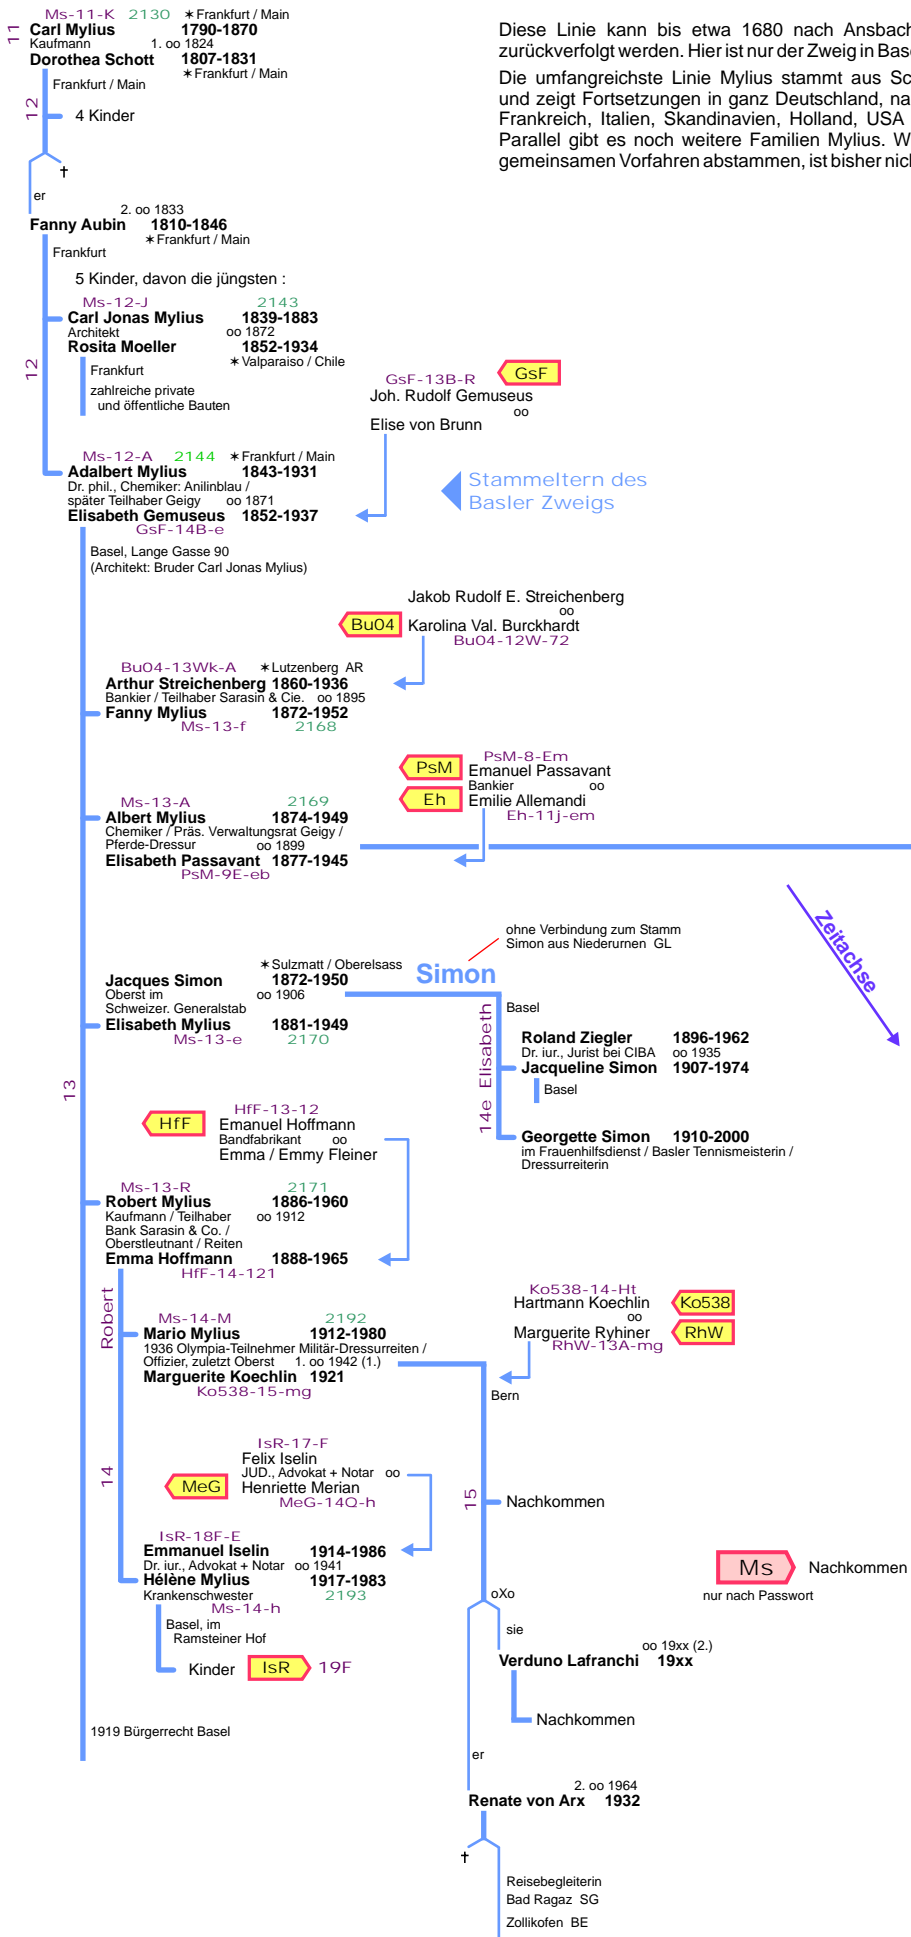 Ms-11-K 2130 ✶Frankfurt / Main
11
Carl Mylius 1790-1870
Kaufmann 1. oo 1824
Dorothea Schott 1807-1831
✶Frankfurt / Main
Frankfurt / Main
12
4 Kinder
†
er
2. oo 1833
Fanny Aubin 1810-1846
✶Frankfurt / Main
Frankfurt
5 Kinder, davon die jüngsten :
Diese Linie kann bis etwa 1680 nach Ansbach
zurückverfolgt werden. Hier ist nur der Zweig in Base
Die umfangreichste Linie Mylius stammt aus Sc
und zeigt Fortsetzungen in ganz Deutschland, na
Frankreich, Italien, Skandinavien, Holland, USA
Parallel gibt es noch weitere Familien Mylius. W
gemeinsamen Vorfahren abstammen, ist bisher nich
Ms-12-J 2143
Carl Jonas Mylius 1839-1883
Architekt oo 1872
Rosita Moeller 1852-1934
✶Valparaiso / Chile
12
Frankfurt
zahlreiche private
und öffentliche Bauten
GsF-13B-R GsF
Joh. Rudolf Gemuseus
oo
Elise von Brunn
Ms-12-A 2144 ✶Frankfurt / Main
Adalbert Mylius 1843-1931
Dr. phil., Chemiker: Anilinblau /
später Teilhaber Geigy oo 1871
Elisabeth Gemuseus 1852-1937
GsF-14B-e
Stammeltern des
Basler Zweigs
Basel, Lange Gasse 90
(Architekt: Bruder Carl Jonas Mylius)
Jakob Rudolf E. Streichenberg
oo
Bu04 Karolina Val. Burckhardt
Bu04-12W-72
Bu04-13Wk-A ✶Lutzenberg AR
Arthur Streichenberg 1860-1936
Bankier / Teilhaber Sarasin & Cie. oo 1895
Fanny Mylius 1872-1952
Ms-13-f 2168
PsM-8-Em
PsM Emanuel Passavant
Bankier oo
Eh Emilie Allemandi
Eh-11j-em
Ms-13-A 2169
Albert Mylius 1874-1949
Chemiker / Präs. Verwaltungsrat Geigy /
Pferde-Dressur oo 1899
Elisabeth Passavant 1877-1945
PsM-9E-eb
Zeitachse
ohne Verbindung zum Stamm
Simon aus Niederurnen GL
Simon
✶Sulzmatt / Oberelsass
Jacques Simon 1872-1950
Oberst im oo 1906
Schweizer. Generalstab
Elisabeth Mylius 1881-1949
Ms-13-e 2170
13
14e Elisabeth
Basel
Roland Ziegler 1896-1962
Dr. iur., Jurist bei CIBA oo 1935
Jacqueline Simon 1907-1974
Basel
Georgette Simon 1910-2000
im Frauenhilfsdienst / Basler Tennismeisterin /
Dressurreiterin
HfF-13-12
HfF Emanuel Hoffmann
Bandfabrikant oo
Emma / Emmy Fleiner
Ms-13-R 2171
Robert Mylius 1886-1960
Kaufmann / Teilhaber oo 1912
Bank Sarasin & Co. /
Oberstleutnant / Reiten
Emma Hoffmann 1888-1965
HfF-14-121
14 Robert
Ko538-14-Ht
Hartmann Koechlin Ko538
oo
Marguerite Ryhiner RhW
RhW-13A-mg
Ms-14-M 2192
Mario Mylius 1912-1980
1936 Olympia-Teilnehmer Militär-Dressurreiten /
Offizier, zuletzt Oberst 1. oo 1942 (1.)
Marguerite Koechlin 1921
Ko538-15-mg
Bern
IsR-17-F
Felix Iselin
JUD., Advokat + Notar oo
MeG Henriette Merian
MeG-14Q-h
15
Nachkommen
IsR-18F-E
Emmanuel Iselin 1914-1986
Dr. iur., Advokat + Notar oo 1941
Hélène Mylius 1917-1983
Krankenschwester 2193
Ms-14-h
Basel, im
Ramsteiner Hof
Kinder IsR 19F
Ms Nachkommen
nur nach Passwort
oXo
sie
oo 19xx (2.)
Verduno Lafranchi 19xx
Nachkommen
1919 Bürgerrecht Basel
er
2. oo 1964
Renate von Arx 1932
†
Reisebegleiterin
Bad Ragaz SG
Zollikofen BE